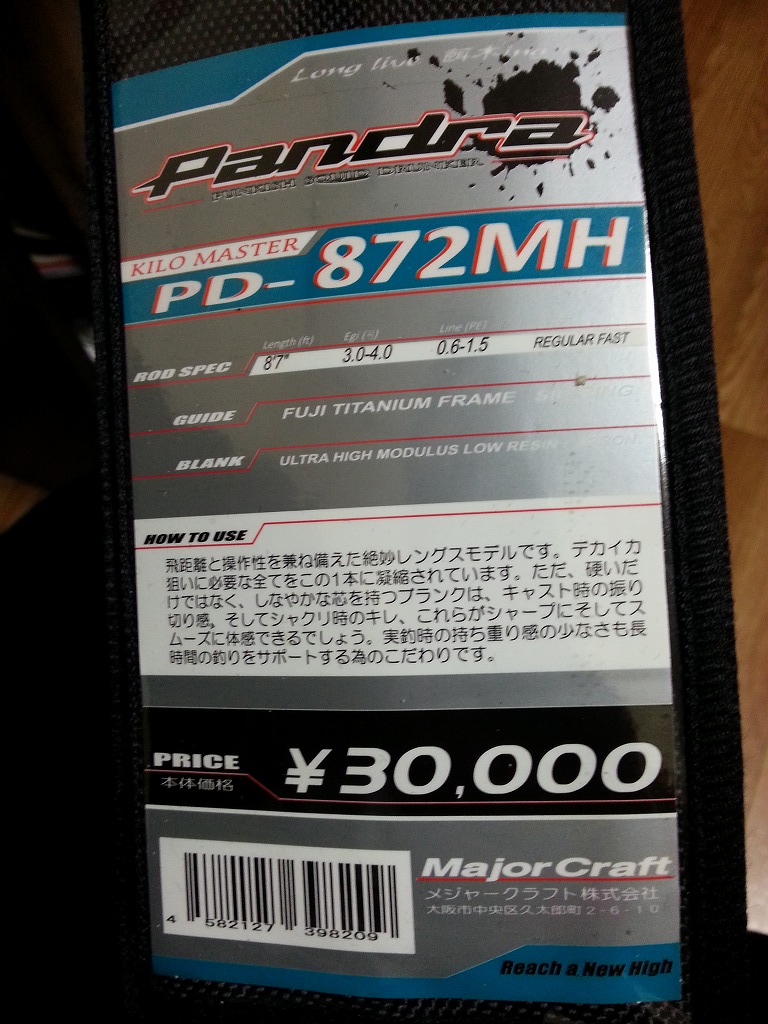 Long live 餌木ing
Pandra
PUNKISH SQUID DRUNKER
KILO MASTER
PD-872MH
Length (ft) Egi (号) Line (PE)
ROD SPEC 8'7" 3.0-4.0 0.6-1.5 REGULAR FAST
GUIDE FUJI TITANIUM FRAME
BLANK ULTRA HIGH MODULUS LOW RESIN
HOW TO USE
飛距離と操作性を兼ね備えた絶妙レングスモデルです。デカイカ
狙いに必要な全てをこの1本に凝縮されています。ただ、硬いだ
けではなく、しなやかな芯を持つブランクは、キャスト時の振り
切り感、そしてシャクリ時のキレ、これらがシャープにそしてス
ムーズに体感できるでしょう。実釣時の持ち重り感の少なさも長
時間の釣りをサポートする為のこだわりです。
PRICE
本体価格
¥30,000
4 582127 398209
Major Craft
メジャークラフト株式会社
大阪市中央区久太郎町2-6-10
Reach a New High